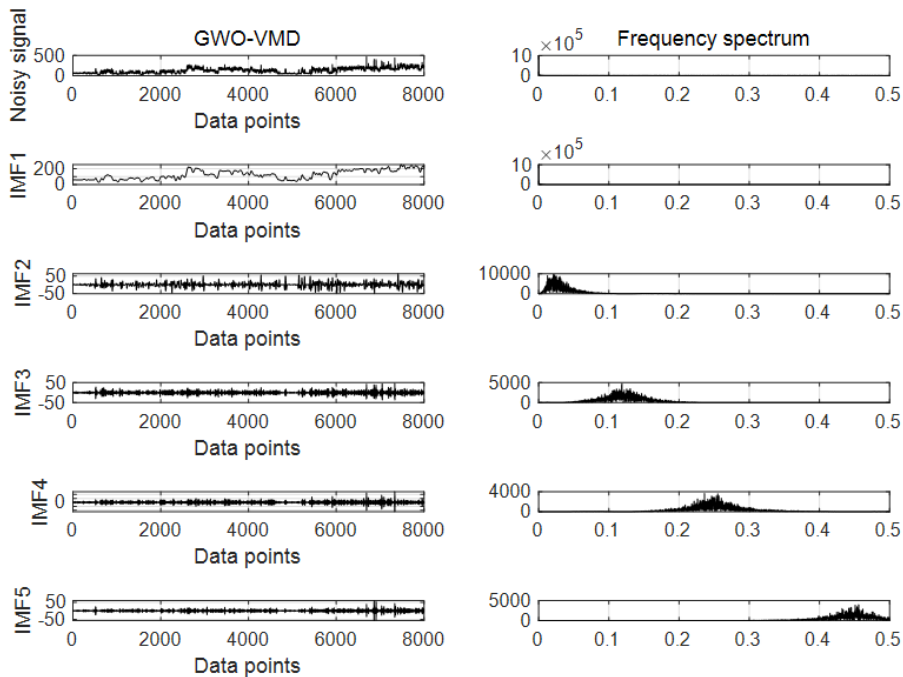 GWO-VMD
Frequency spectrum
Noisy signal
500
0
0 2000 4000 6000 8000
Data points
10 ×10^5
0
0 0.1 0.2 0.3 0.4 0.5
IMF1
200
0
0 2000 4000 6000 8000
Data points
10 ×10^5
0
0 0.1 0.2 0.3 0.4 0.5
IMF2
50
-50
0 2000 4000 6000 8000
Data points
10000
0
0 0.1 0.2 0.3 0.4 0.5
IMF3
50
-50
0 2000 4000 6000 8000
Data points
5000
0
0 0.1 0.2 0.3 0.4 0.5
IMF4
0
0 2000 4000 6000 8000
Data points
4000
0
0 0.1 0.2 0.3 0.4 0.5
IMF5
50
-50
0 2000 4000 6000 8000
Data points
5000
0
0 0.1 0.2 0.3 0.4 0.5